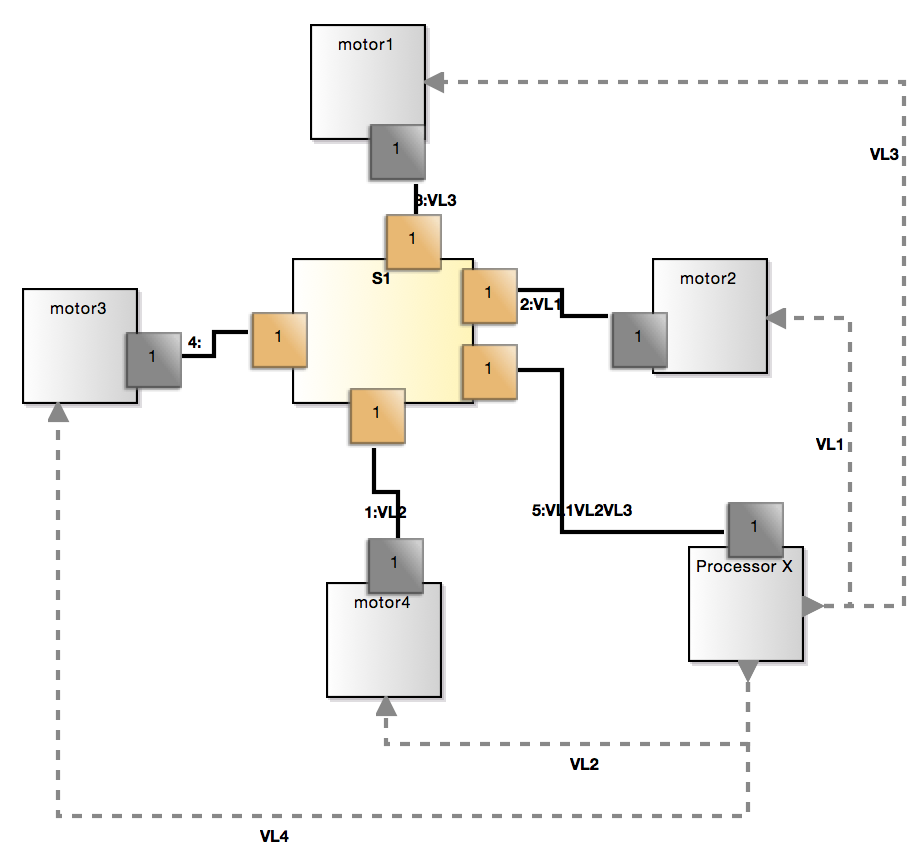 motor1
VL3
1
3:VL3
1
S1
motor2
1
2:VL1
motor3
1
1
4:
1
1
1
VL1
1:VL2
5:VL1VL2VL3
1
1
Processor X
motor4
VL2
VL4